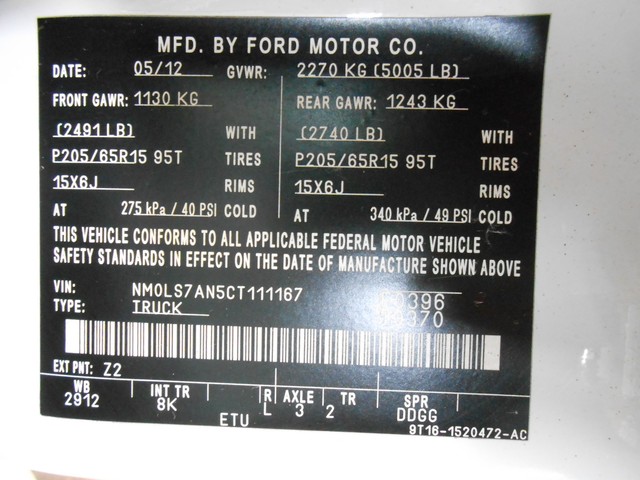 MFD. BY FORD MOTOR CO.
DATE: 05/12 GVWR: 2270 KG (5005 LB)
FRONT GAWR: 1130 KG REAR GAWR: 1243 KG
(2491 LB) WITH (2740 LB) WITH
P205/65R15 95T TIRES P205/65R15 95T TIRES
15X6J RIMS 15X6J RIMS
AT 275 kPa / 40 PSI COLD AT 340 kPa / 49 PSI COLD
THIS VEHICLE CONFORMS TO ALL APPLICABLE FEDERAL MOTOR VEHICLE
SAFETY STANDARDS IN EFFECT ON THE DATE OF MANUFACTURE SHOWN ABOVE
VIN: NM0LS7AN5CT111167
TYPE: TRUCK
EXT PNT: Z2
WB INT TR R AXLE TR SPR
2912 8K L 3 2 DDGG
ETU 9T16-1520472-AC